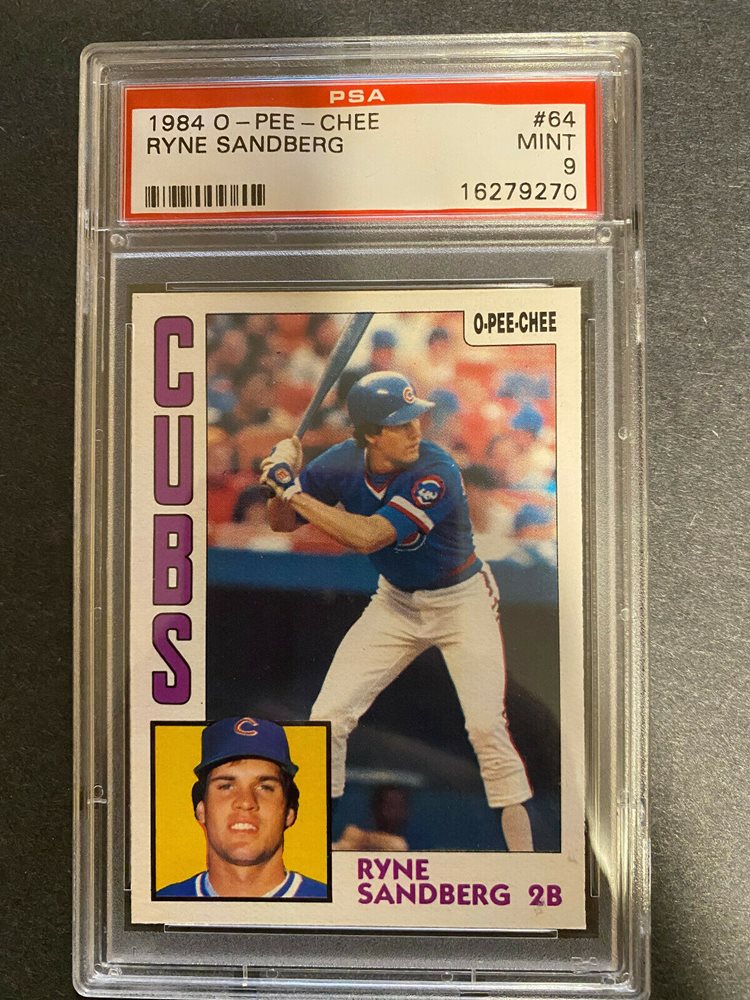 PSA
1984 O-PEE-CHEE #64
RYNE SANDBERG MINT
9
16279270
O-PEE-CHEE
CUBS
C
C
RYNE
SANDBERG 2B